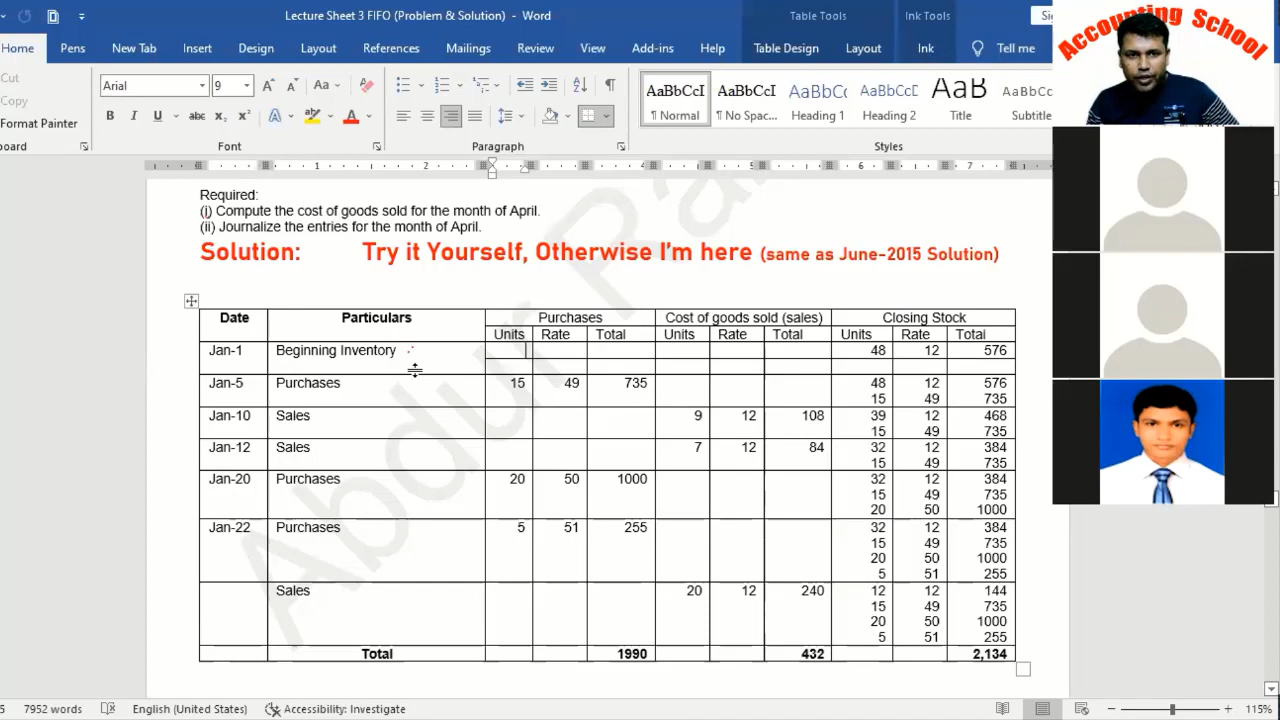 Lecture Sheet 3 FIFO (Problem & Solution) - Word
Table Tools
Ink Tools
Home Pens New Tab Insert Design Layout References Mailings Review View Add-ins Help Table Design Layout Ink Tell me
Accounting School
Cut
Copy
Format Painter
Arial 9
Font
Paragraph
AaBbCcI ¶ Normal
AaBbCcI ¶ No Spac...
AaBbCc Heading 1
AaBbCcE Heading 2
AaB Title
AaBbCcI Subtitle
Styles
1 2 4 5 6 7
Required:
(i) Compute the cost of goods sold for the month of April.
(ii) Journalize the entries for the month of April.
Solution: Try it Yourself, Otherwise I'm here (same as June-2015 Solution)
Date Particulars Purchases Cost of goods sold (sales) Closing Stock
Units Rate Total Units Rate Total Units Rate Total
Jan-1 Beginning Inventory 48 12 576
Jan-5 Purchases 15 49 735 48 12 576
15 49 735
Jan-10 Sales 9 12 108 39 12 468
15 49 735
Jan-12 Sales 7 12 84 32 12 384
15 49 735
Jan-20 Purchases 20 50 1000 32 12 384
15 49 735
20 50 1000
Jan-22 Purchases 5 51 255 32 12 384
15 49 735
20 50 1000
5 51 255
Sales 20 12 240 12 12 144
15 49 735
20 50 1000
5 51 255
Total 1990 432 2,134
7952 words English (United States) Accessibility: Investigate 115%